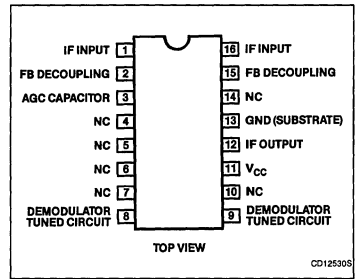 IF INPUT 1 16 IF INPUT
FB DECOUPLING 2 15 FB DECOUPLING
AGC CAPACITOR 3 14 NC
NC 4 13 GND (SUBSTRATE)
NC 5 12 IF OUTPUT
NC 6 11 VCC
NC 7 10 NC
DEMODULATOR TUNED CIRCUIT 8 9 DEMODULATOR TUNED CIRCUIT
TOP VIEW
CD12530S